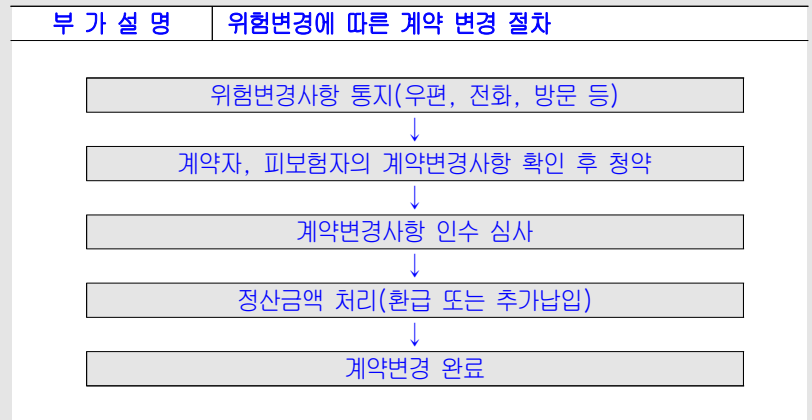 부 가 설 명 위험변경에 따른 계약 변경 절차
위험변경사항 통지(우편, 전화, 방문 등)
↓
계약자, 피보험자의 계약변경사항 확인 후 청약
↓
계약변경사항 인수 심사
↓
정산금액 처리(환급 또는 추가납입)
↓
계약변경 완료